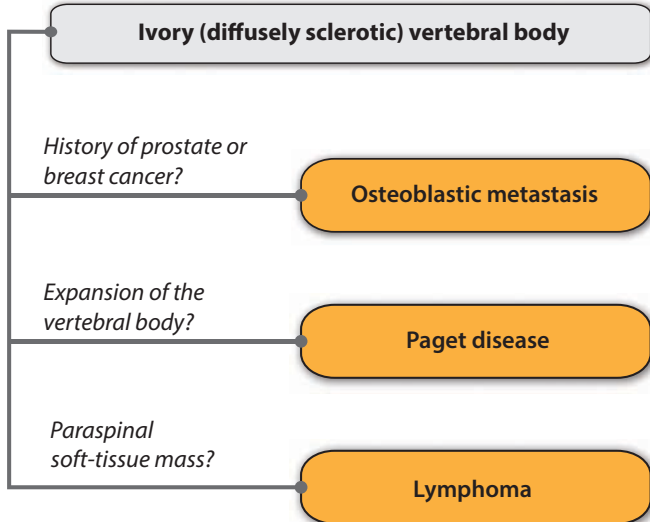 Ivory (diffusely sclerotic) vertebral body
History of prostate or
breast cancer?
Osteoblastic metastasis
Expansion of the
vertebral body?
Paget disease
Paraspinal
soft-tissue mass?
Lymphoma